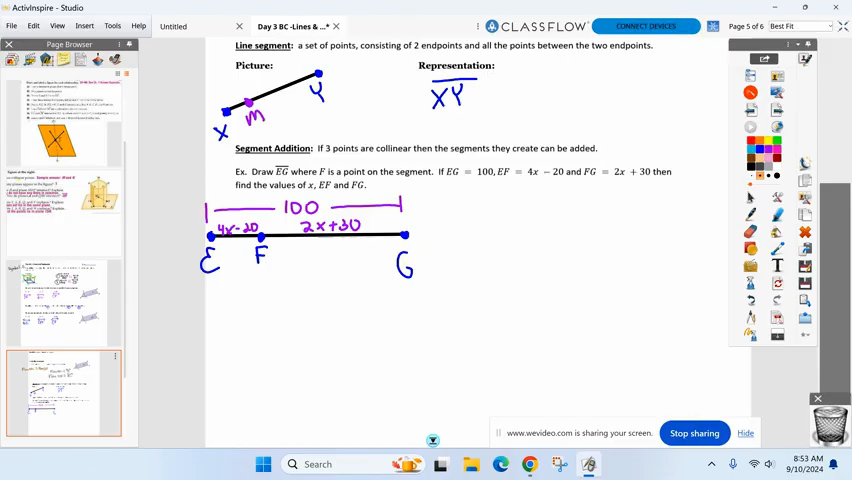 ActivInspire - Studio
File Edit View Insert Tools Help
Untitled
Day 3 BC -Lines & ...*
CLASSFLOW
CONNECT DEVICES
Page 5 of 6
Best Fit
Page Browser
Line segment: a set of points, consisting of 2 endpoints and all the points between the two endpoints.
Picture:
Representation:
Y
XY
M
X
Segment Addition: If 3 points are collinear then the segments they create can be added.
Ex. Draw EG where F is a point on the segment. If EG = 100, EF = 4x − 20 and FG = 2x + 30 then
find the values of x, EF and FG.
100
4x-20 2x+30
E F G
www.wevideo.com is sharing your screen.
Stop sharing
Hide
Search
8:53 AM
9/10/2024